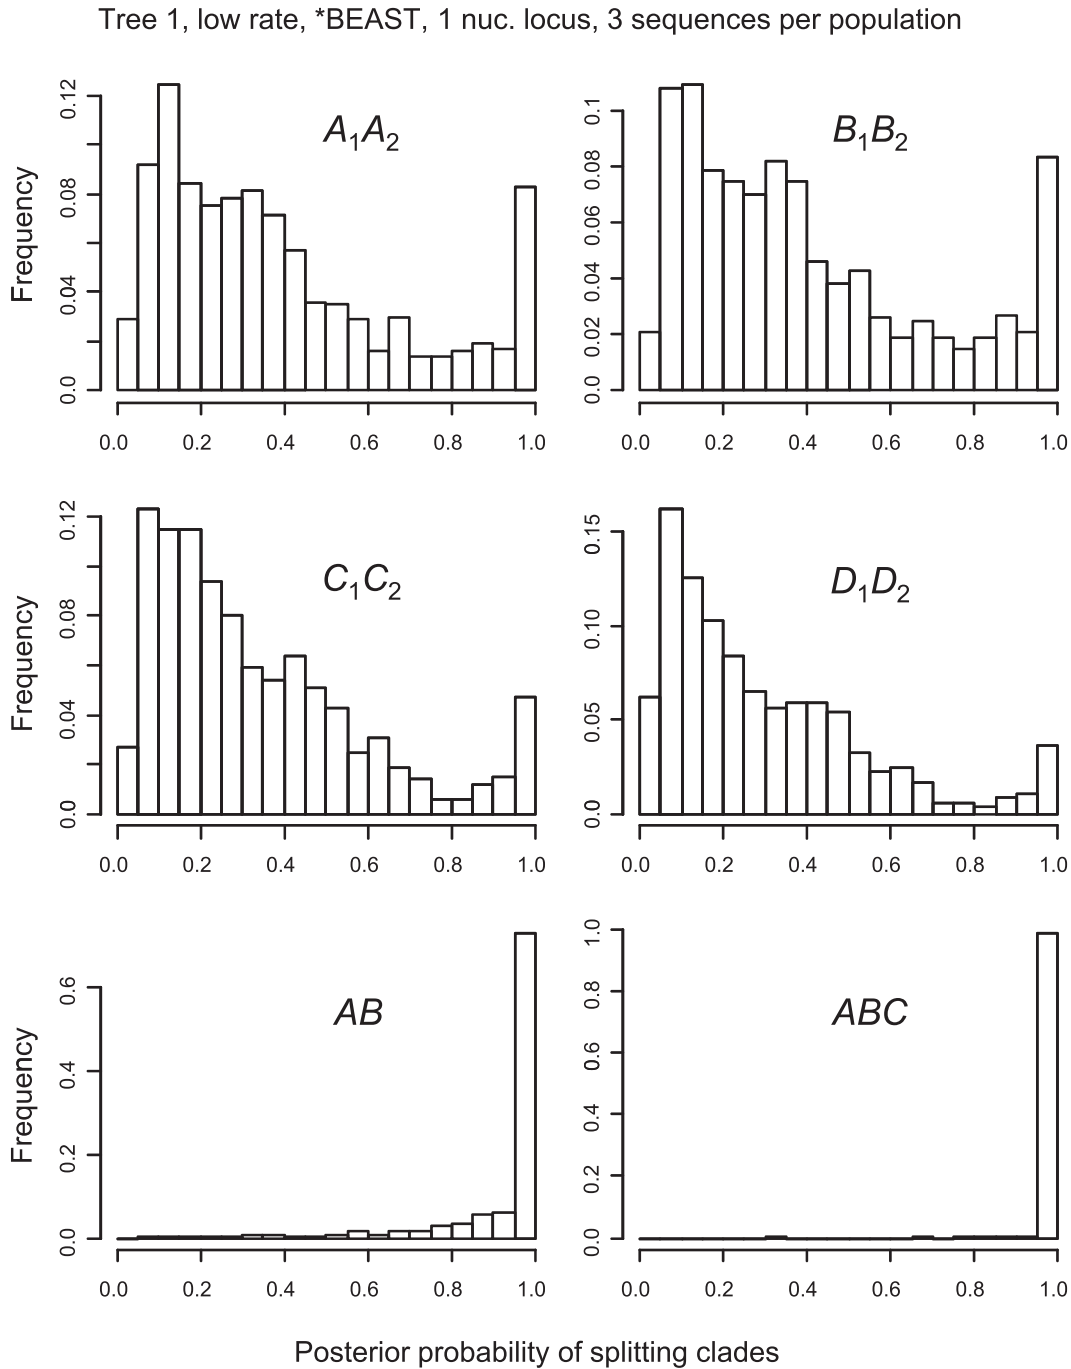 Tree 1, low rate, *BEAST, 1 nuc. locus, 3 sequences per population
A1A2
Frequency
0.0 0.04 0.08 0.12
0.0 0.2 0.4 0.6 0.8 1.0
B1B2
0.0 0.02 0.04 0.06 0.08 0.1
0.0 0.2 0.4 0.6 0.8 1.0
C1C2
Frequency
0.0 0.04 0.08 0.12
0.0 0.2 0.4 0.6 0.8 1.0
D1D2
0.0 0.05 0.10 0.15
0.0 0.2 0.4 0.6 0.8 1.0
AB
Frequency
0.0 0.2 0.4 0.6
0.0 0.2 0.4 0.6 0.8 1.0
ABC
0.0 0.2 0.4 0.6 0.8 1.0
0.0 0.2 0.4 0.6 0.8 1.0
Posterior probability of splitting clades